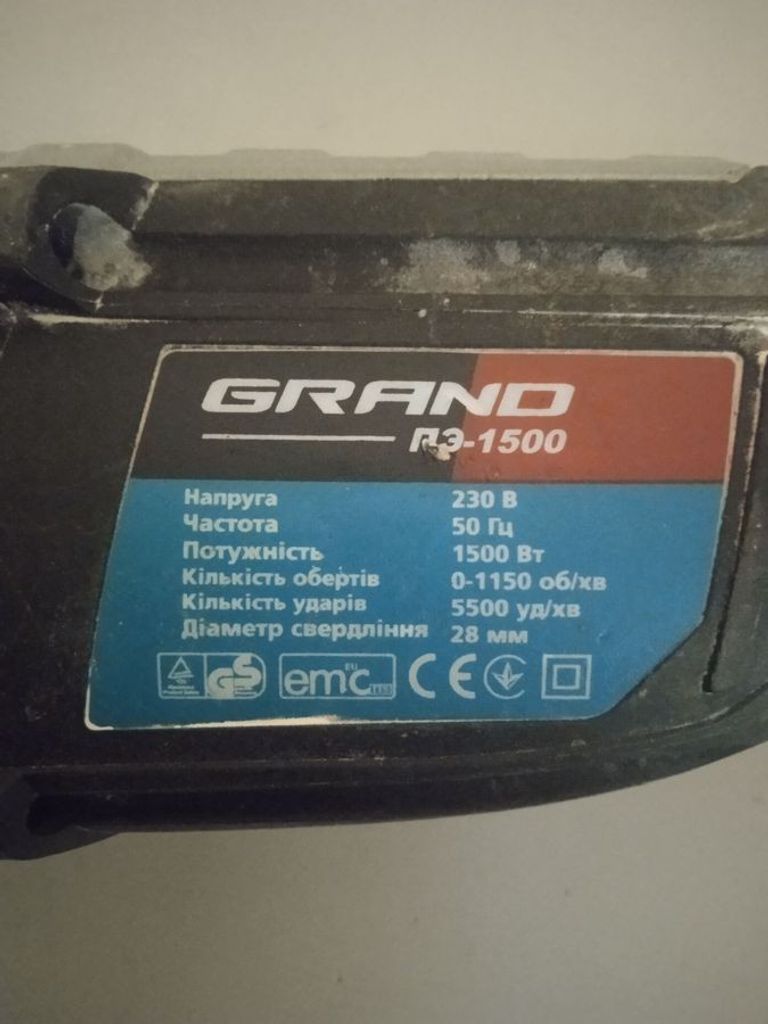 GRAND
ПЭ-1500
Напруга 230 В
Частота 50 Гц
Потужність 1500 Вт
Кількість обертів 0-1150 об/хв
Кількість ударів 5500 уд/хв
Діаметр свердління 28 мм
GS emc CE